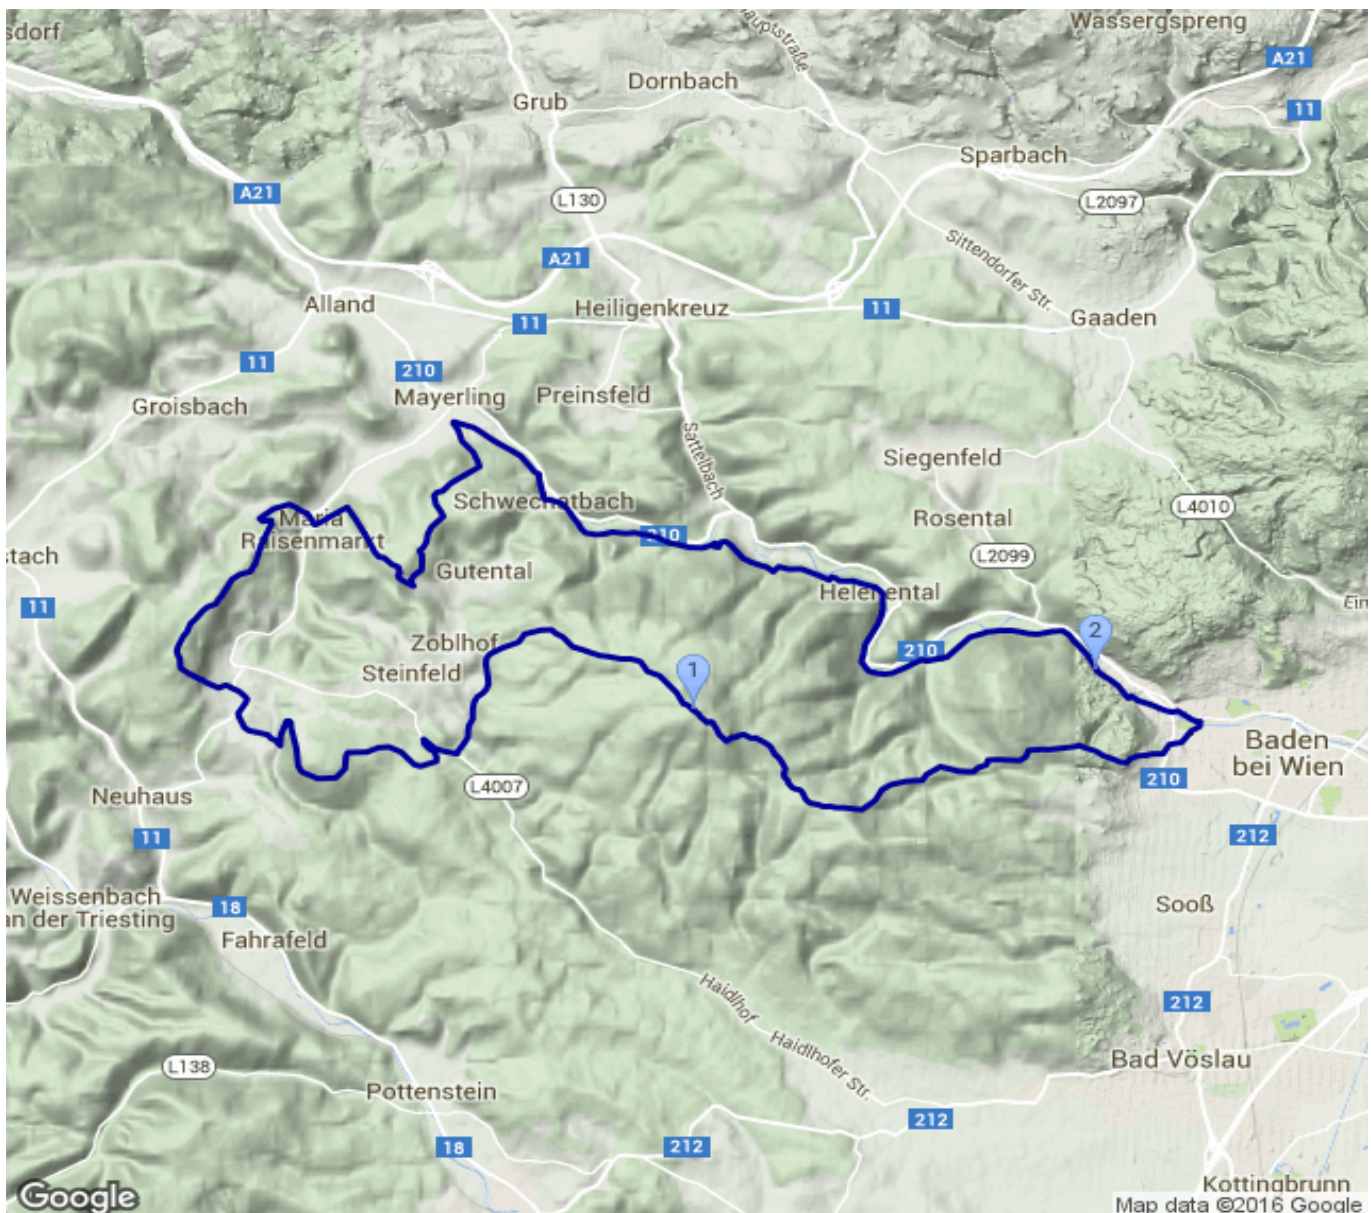 sdorf
Hauptstraße
Wassergspreng
A21
Dornbach
Grub
11
Sparbach
A21
L130
L2097
Sittendorfer Str.
A21
Alland
Heiligenkreuz
11
11
Gaaden
11
210
Mayerling
Preinsfeld
Groisbach
Sattelbach
Siegenfeld
Schwechatbach
L4010
Rosental
Maria
Raisenmarkt
210
stach
L2099
Gutental
Helenental
11
Ein
2
Zoblhof
210
Steinfeld
1
Baden
bei Wien
L4007
210
Neuhaus
11
212
Weissenbach
an der Triesting
18
Sooß
Fahrafeld
Haidlhof
212
Haidlhofer Str.
L138
Bad Vöslau
Pottenstein
212
18
212
Kottingbrunn
Google
Map data ©2016 Google